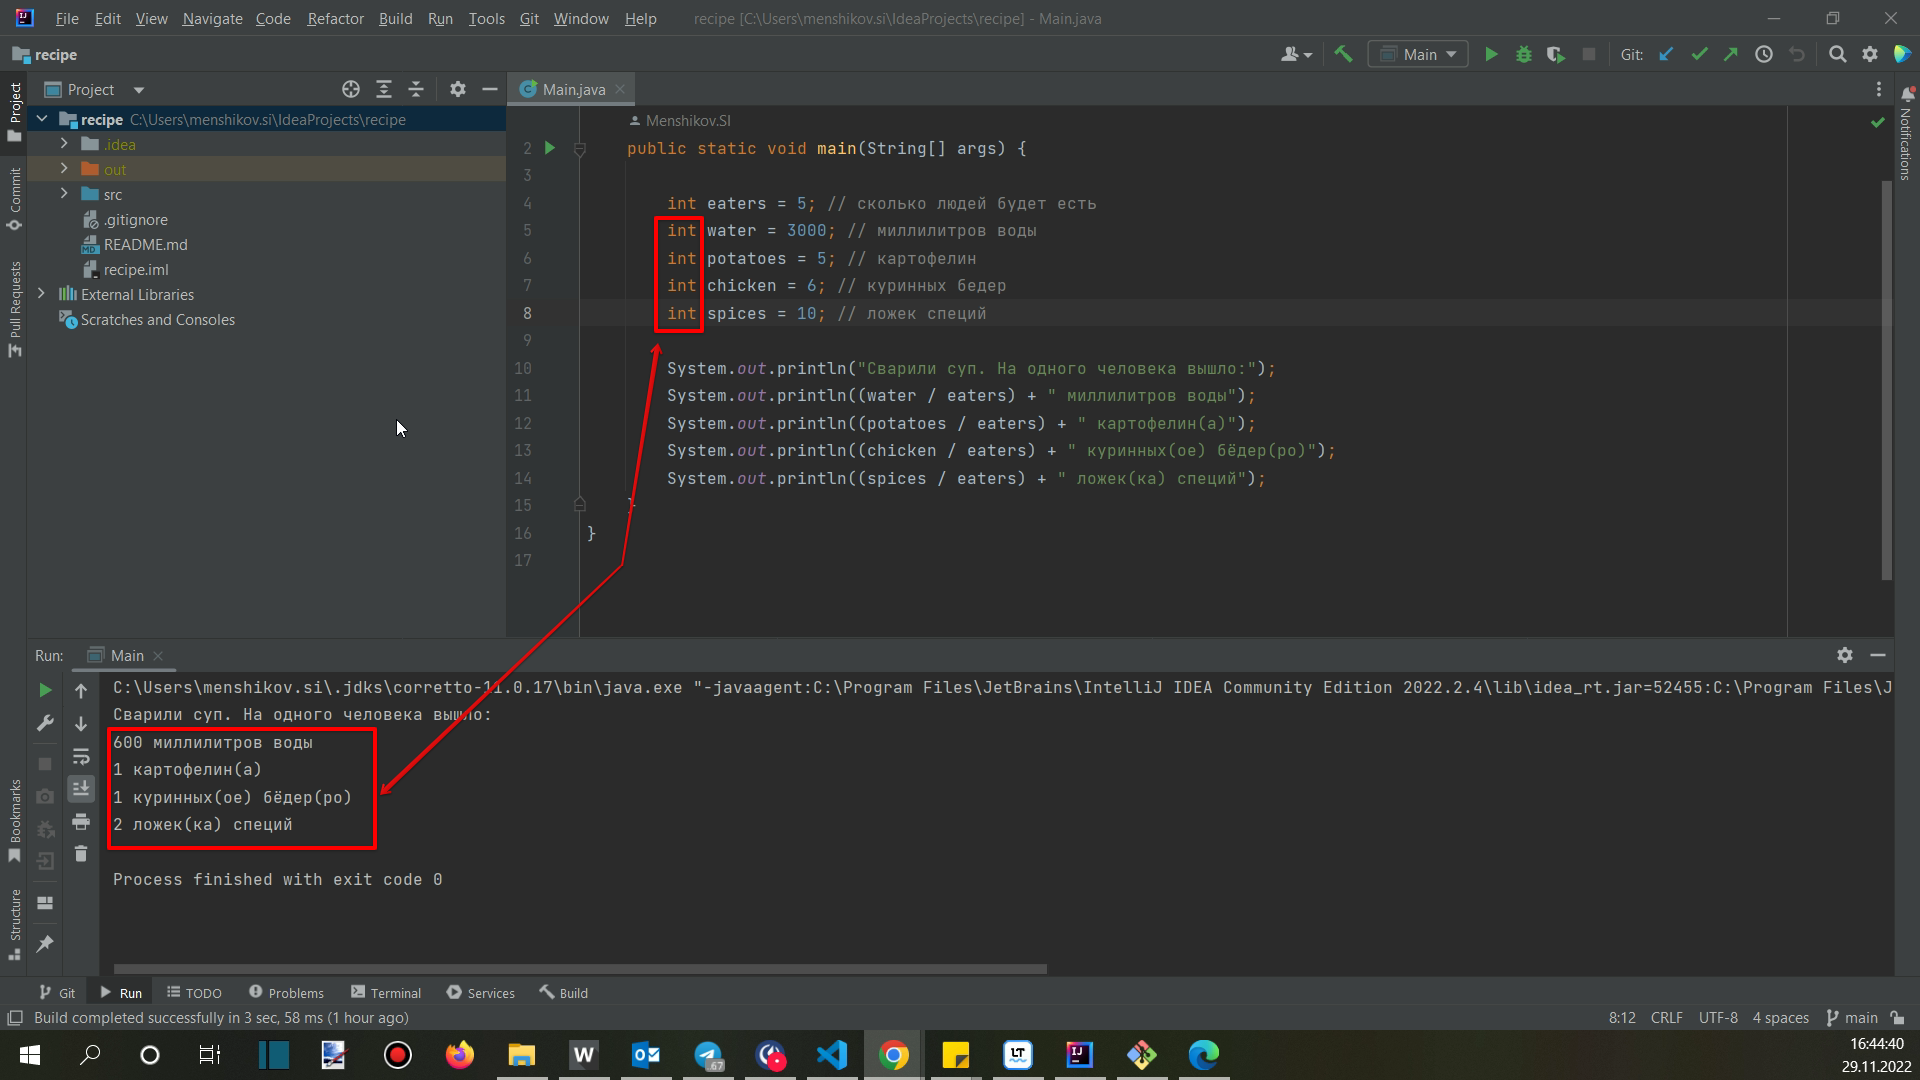 File Edit View Navigate Code Refactor Build Run Tools Git Window Help recipe [C:\Users\menshikov.si\IdeaProjects\recipe] - Main.java
recipe Main Git:
Project
Main.java
recipe C:\Users\menshikov.si\IdeaProjects\recipe
.idea
out
src
.gitignore
README.md
recipe.iml
External Libraries
Scratches and Consoles
Project
Commit
Pull Requests
Bookmarks
Structure
Notifications
Menshikov.SI
2 public static void main(String[] args) {
3
4 int eaters = 5; // сколько людей будет есть
5 int water = 3000; // миллилитров воды
6 int potatoes = 5; // картофелин
7 int chicken = 6; // куринных бедер
8 int spices = 10; // ложек специй
9
10 System.out.println("Сварили суп. На одного человека вышло:");
11 System.out.println((water / eaters) + " миллилитров воды");
12 System.out.println((potatoes / eaters) + " картофелин(а)");
13 System.out.println((chicken / eaters) + " куринных(ое) бёдер(ро)");
14 System.out.println((spices / eaters) + " ложек(ка) специй");
15 }
16 }
17
Run: Main
C:\Users\menshikov.si\.jdks\corretto-11.0.17\bin\java.exe "-javaagent:C:\Program Files\JetBrains\IntelliJ IDEA Community Edition 2022.2.4\lib\idea_rt.jar=52455:C:\Program Files\J
Сварили суп. На одного человека вышло:
600 миллилитров воды
1 картофелин(а)
1 куринных(ое) бёдер(ро)
2 ложек(ка) специй
Process finished with exit code 0
Git Run TODO Problems Terminal Services Build
Build completed successfully in 3 sec, 58 ms (1 hour ago) 8:12 CRLF UTF-8 4 spaces main
W
67
LT
IJ
16:44:40
29.11.2022